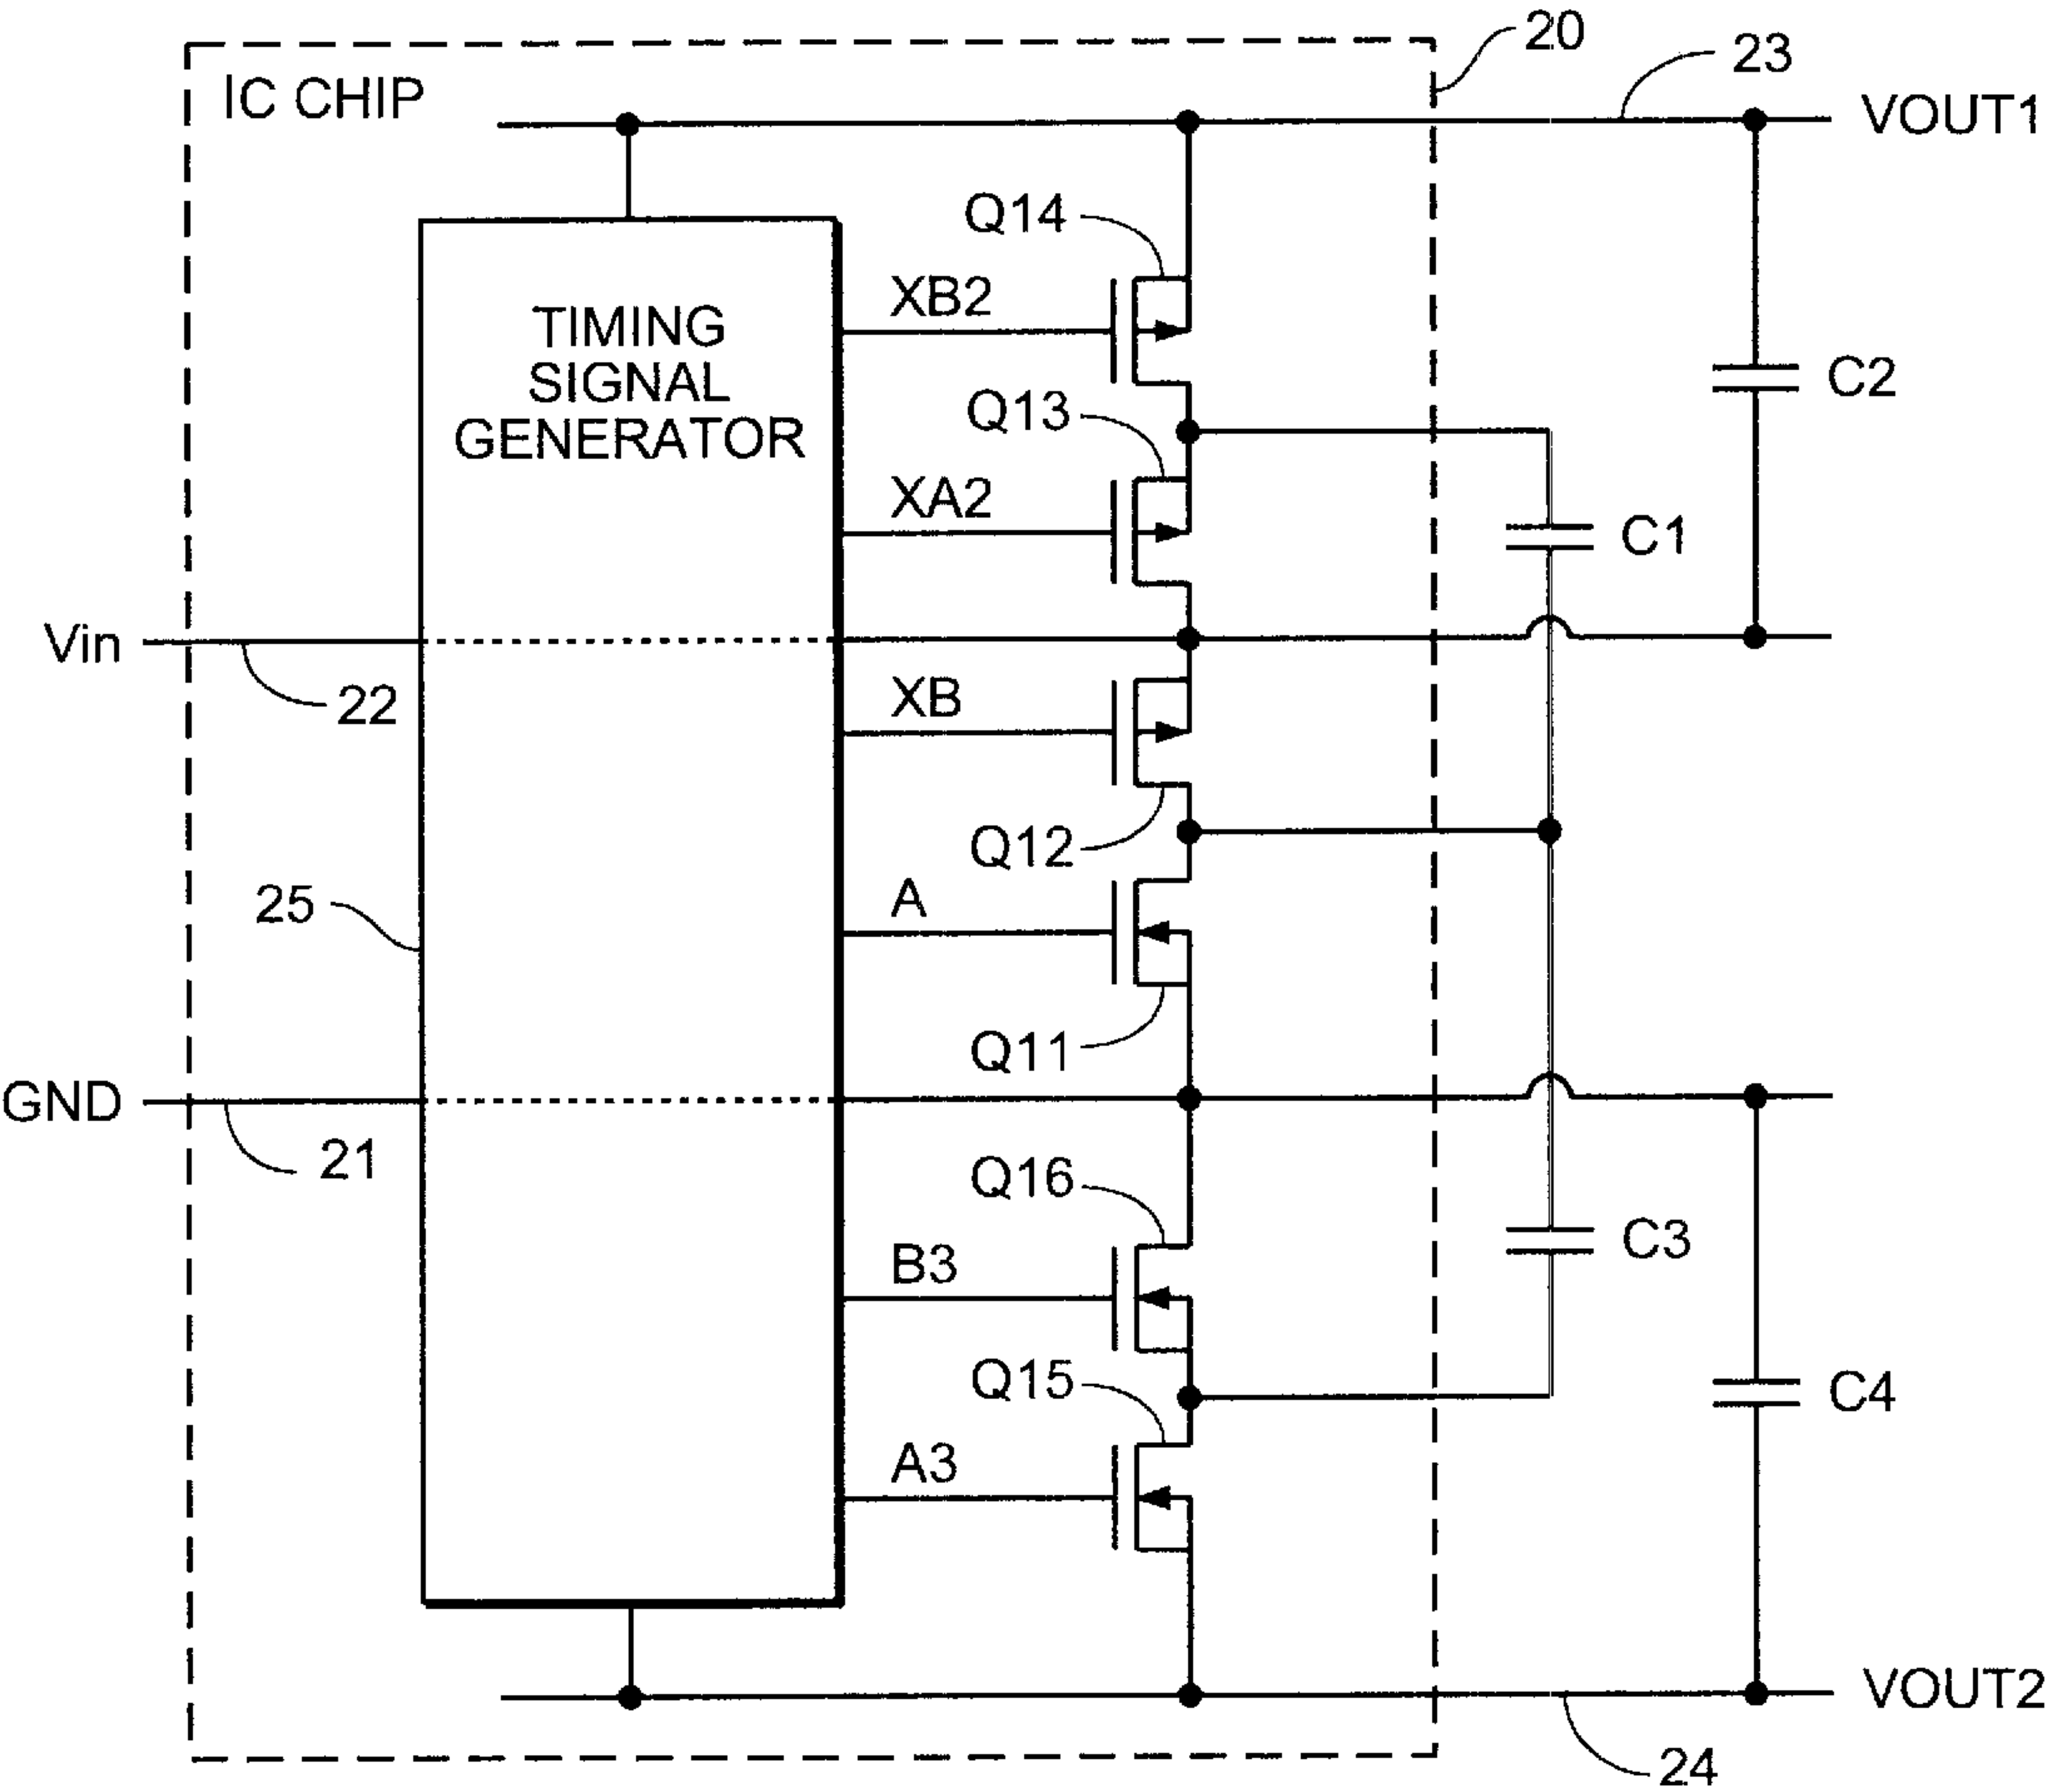 20
23
IC CHIP
VOUT1
Q14
XB2
TIMING
SIGNAL
GENERATOR
C2
Q13
XA2
C1
Vin
22
XB
Q12
25
A
Q11
GND
21
Q16
B3
C3
Q15
C4
A3
VOUT2
24